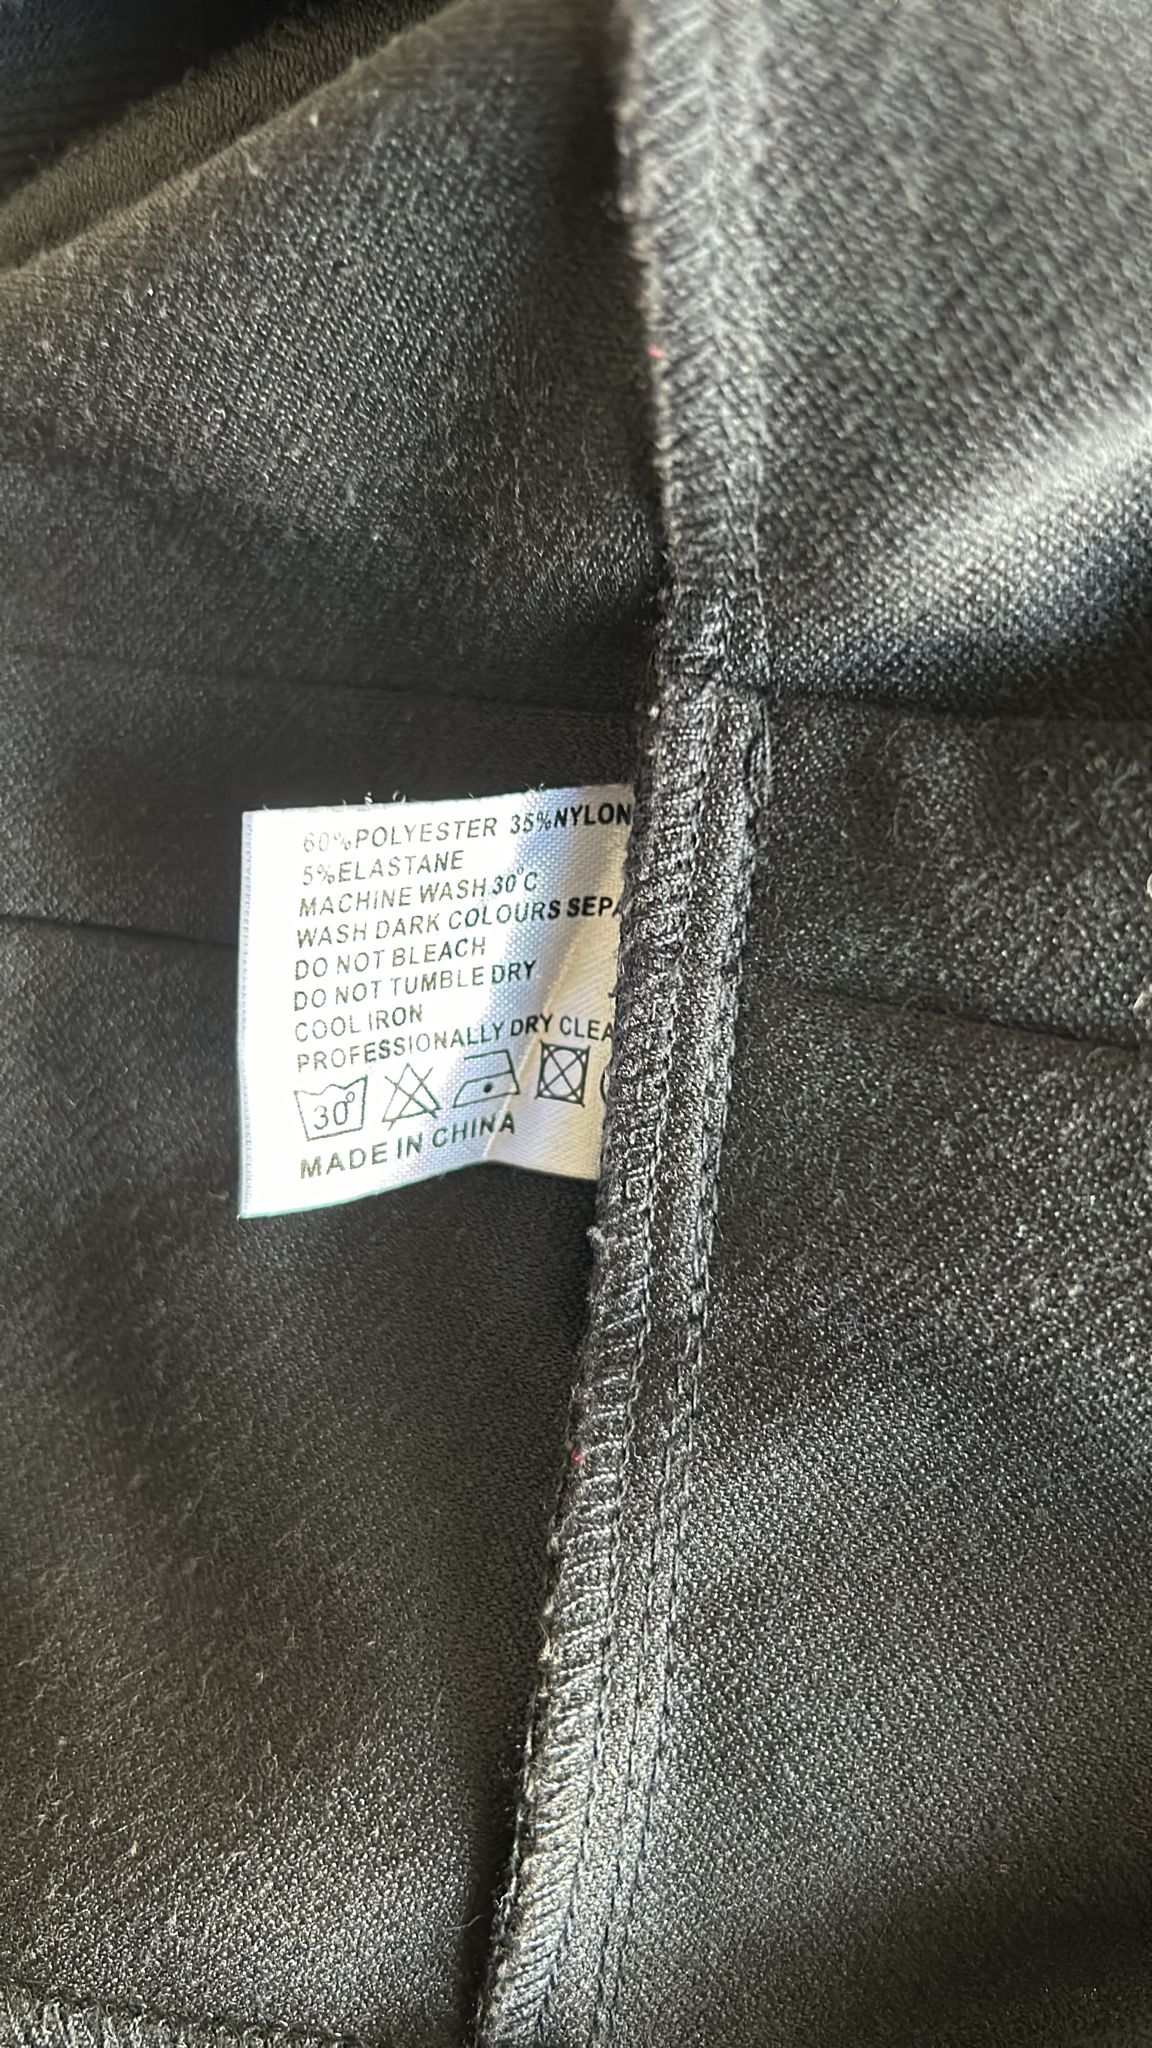 60%POLYESTER 35%NYLON
5%ELASTANE
MACHINE WASH 30°C
WASH DARK COLOURS SEPA
DO NOT BLEACH
DO NOT TUMBLE DRY
COOL IRON
PROFESSIONALLY DRY CLEA
30°
MADE IN CHINA